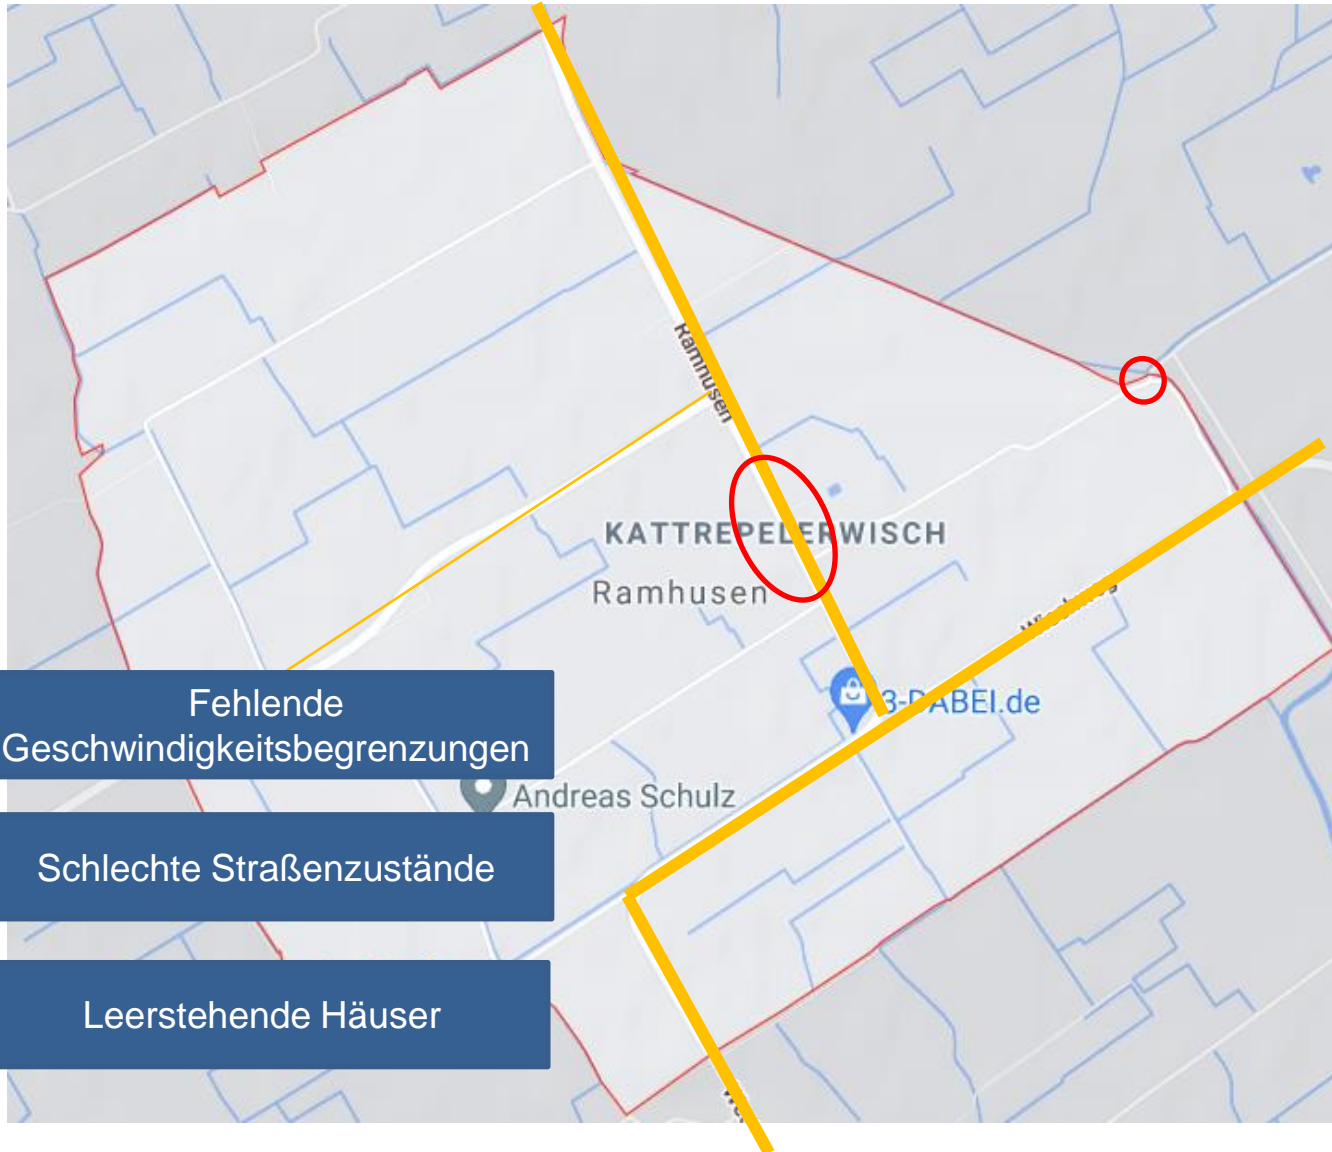 Ramhusen
KATTREPELERWISCH
Ramhusen
3-DABEI.de
Fehlende
Geschwindigkeitsbegrenzungen
Andreas Schulz
Schlechte Straßenzustände
Leerstehende Häuser